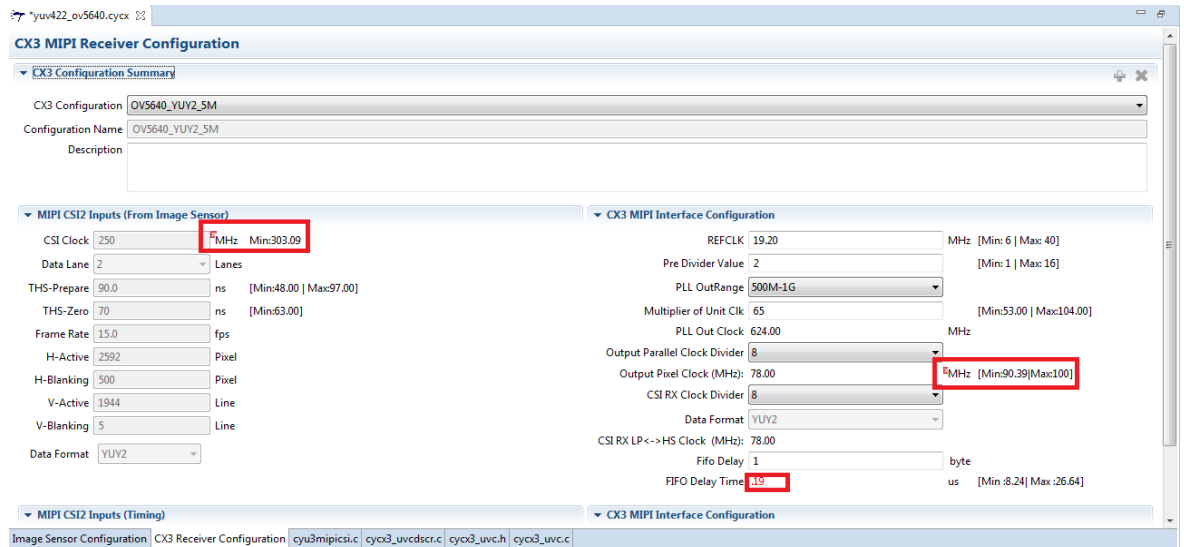 *yuv422_ov5640.cycx
CX3 MIPI Receiver Configuration
CX3 Configuration Summary
CX3 Configuration OV5640_YUY2_5M
Configuration Name OV5640_YUY2_5M
Description
MIPI CSI2 Inputs (From Image Sensor)
CSI Clock 250 MHz Min:303.09
Data Lane 2 Lanes
THS-Prepare 90.0 ns [Min:48.00 | Max:97.00]
THS-Zero 70 ns [Min:63.00]
Frame Rate 15.0 fps
H-Active 2592 Pixel
H-Blanking 500 Pixel
V-Active 1944 Line
V-Blanking 5 Line
Data Format YUY2
CX3 MIPI Interface Configuration
REFCLK 19.20 MHz [Min: 6 | Max: 40]
Pre Divider Value 2 [Min: 1 | Max: 16]
PLL OutRange 500M-1G
Multiplier of Unit Clk 65 [Min:53.00 | Max:104.00]
PLL Out Clock 624.00 MHz
Output Parallel Clock Divider 8
Output Pixel Clock (MHz): 78.00 MHz [Min:90.39|Max:100]
CSI RX Clock Divider 8
Data Format YUY2
CSI RX LP<->HS Clock (MHz): 78.00
Fifo Delay 1 byte
FIFO Delay Time .19 us [Min :8.24| Max :26.64]
MIPI CSI2 Inputs (Timing)
CX3 MIPI Interface Configuration
Image Sensor Configuration CX3 Receiver Configuration cyu3mipicsi.c cycx3_uvcdscr.c cycx3_uvc.h cycx3_uvc.c